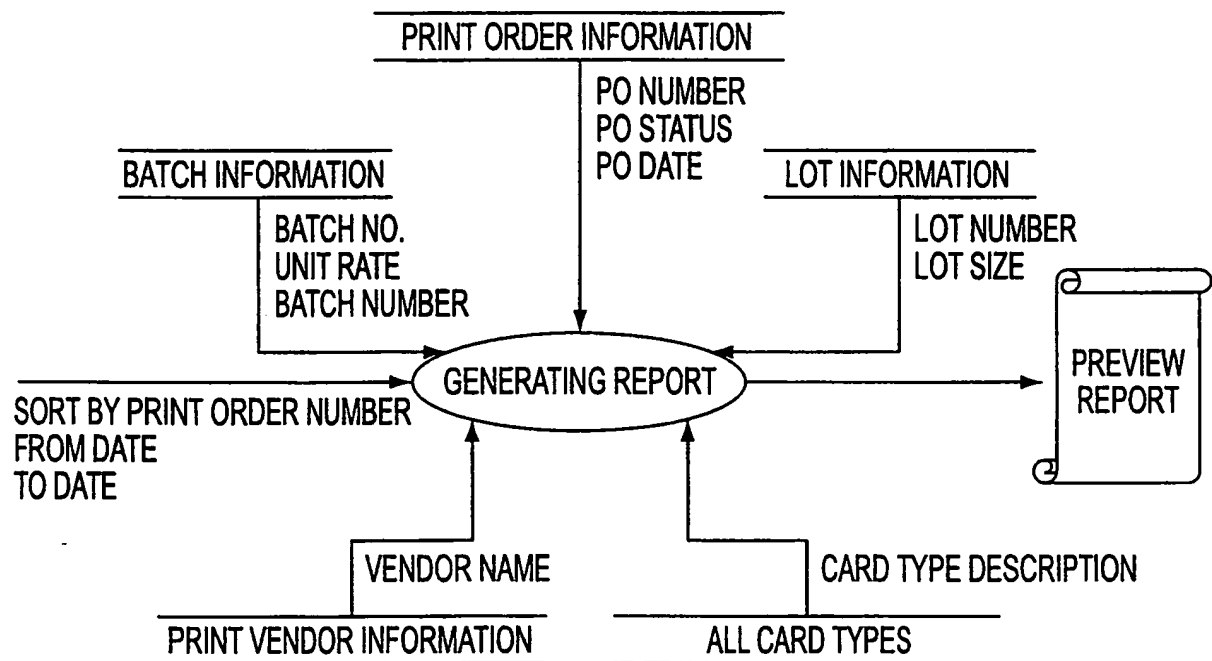 PRINT ORDER INFORMATION
PO NUMBER
PO STATUS
PO DATE
BATCH INFORMATION
BATCH NO.
UNIT RATE
BATCH NUMBER
LOT INFORMATION
LOT NUMBER
LOT SIZE
GENERATING REPORT
PREVIEW
REPORT
SORT BY PRINT ORDER NUMBER
FROM DATE
TO DATE
VENDOR NAME
PRINT VENDOR INFORMATION
CARD TYPE DESCRIPTION
ALL CARD TYPES